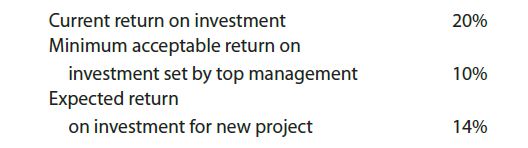 Current return on investment 20%
Minimum acceptable return on
investment set by top management 10%
Expected return
on investment for new project 14%